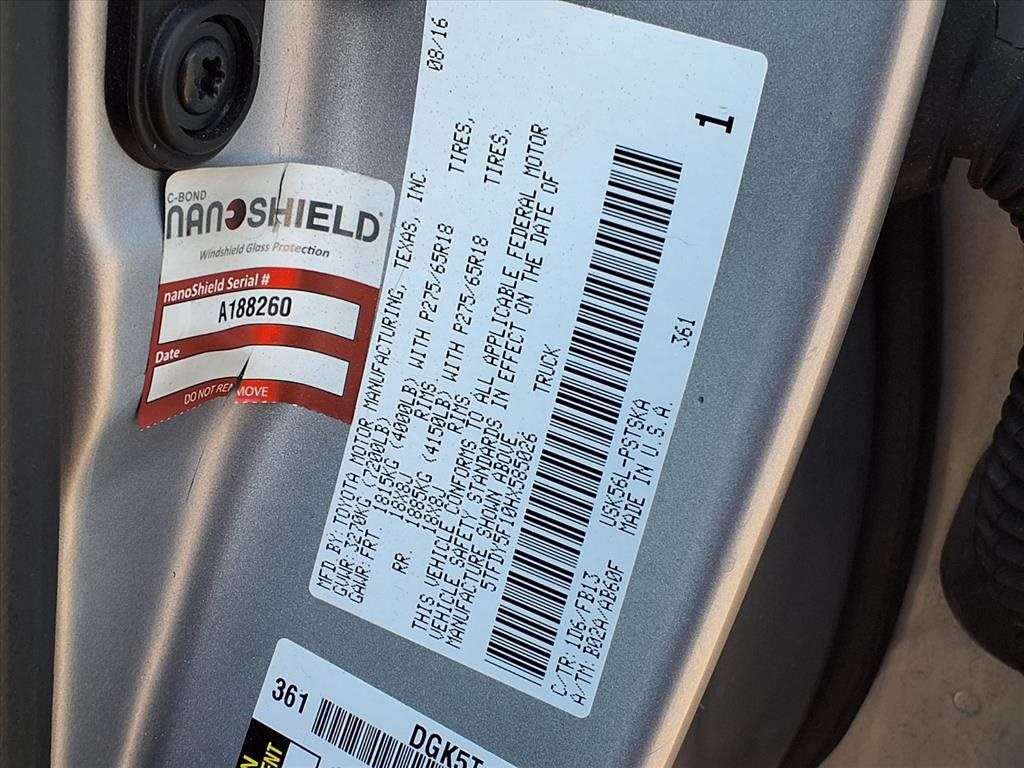 C-BOND
NANOSHIELD
Windshield Glass Protection
nanoShield Serial #
A188260
Date
DO NOT REMOVE
08/16
MFD. BY: TOYOTA MOTOR MANUFACTURING, TEXAS, INC.
GVWR: 3270KG (7200LB)
GAWR: FRT 1815KG (4000LB) WITH P275/65R18 TIRES,
18X8J RIMS
RR 1885KG (4150LB) WITH P275/65R18 TIRES,
18X8J RIMS
THIS VEHICLE CONFORMS TO ALL APPLICABLE FEDERAL MOTOR
VEHICLE SAFETY STANDARDS IN EFFECT ON THE DATE OF
MANUFACTURE SHOWN ABOVE.
5TFDY5F10HX585026 TRUCK
1
C/TR: 1D6/FB13 USK56L-PSTSKA 361
A/TM: B02A/AB60F MADE IN U.S.A.
361
DGK5T